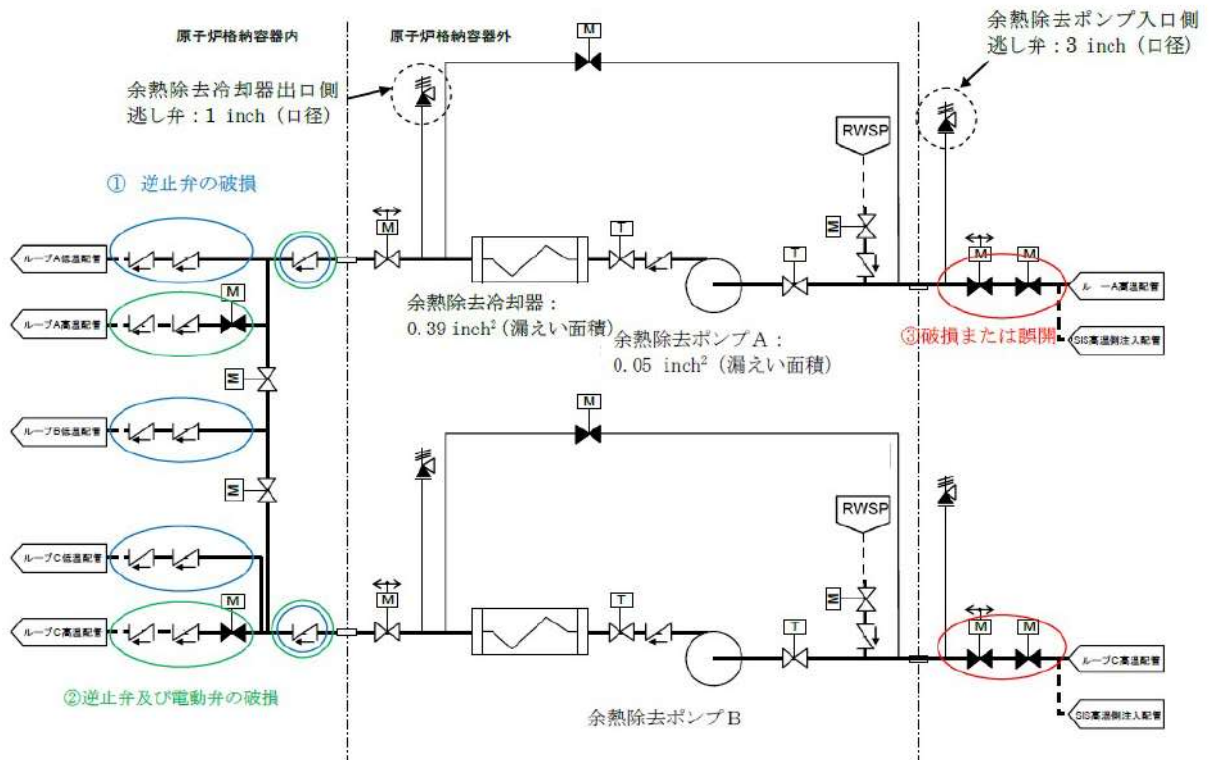 原子炉格納容器内
原子炉格納容器外
余熱除去ポンプ入口側
逃し弁：3 inch（口径）
余熱除去冷却器出口側
逃し弁：1 inch（口径）
M
RWSP
① 逆止弁の破損
M
T
M
T
M
M
ループA低温配管
ループA高温配管
M
余熱除去冷却器：
0.39 inch²（漏えい面積）
余熱除去ポンプA：
0.05 inch²（漏えい面積）
③破損または誤開
ル ーA高温配管
SIS高温側注入配管
M
M
ループB低温配管
M
RWSP
ループC低温配管
M
M
T
M
T
M
M
ループC高温配管
ループC高温配管
②逆止弁及び電動弁の破損
余熱除去ポンプB
SIS高温側注入配管